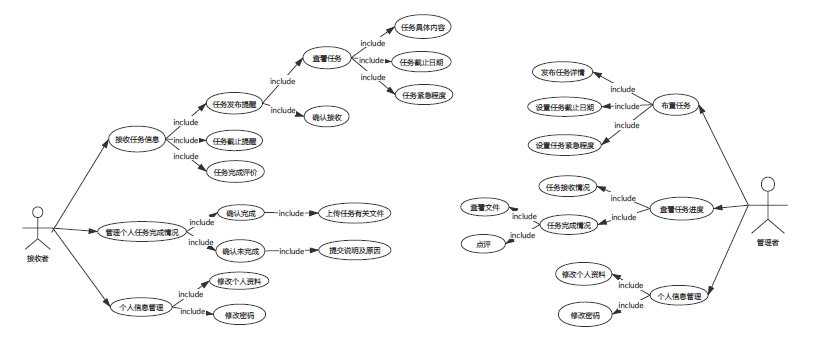 任务具体内容
include
查看任务
include
任务截止日期
include
任务紧急程度
include
任务发布提醒
include
确认接收
include
接收任务信息
include
任务截止提醒
include
任务完成评价
接收者
管理个人任务完成情况
include
确认完成
include
上传任务有关文件
include
确认未完成
include
提交说明及原因
个人信息管理
include
修改个人资料
include
修改密码
发布任务详情
include
布置任务
设置任务截止日期
include
include
设置任务紧急程度
任务接收情况
include
查看任务进度
查看文件
include
任务完成情况
include
点评
include
管理者
修改个人资料
include
个人信息管理
include
修改密码